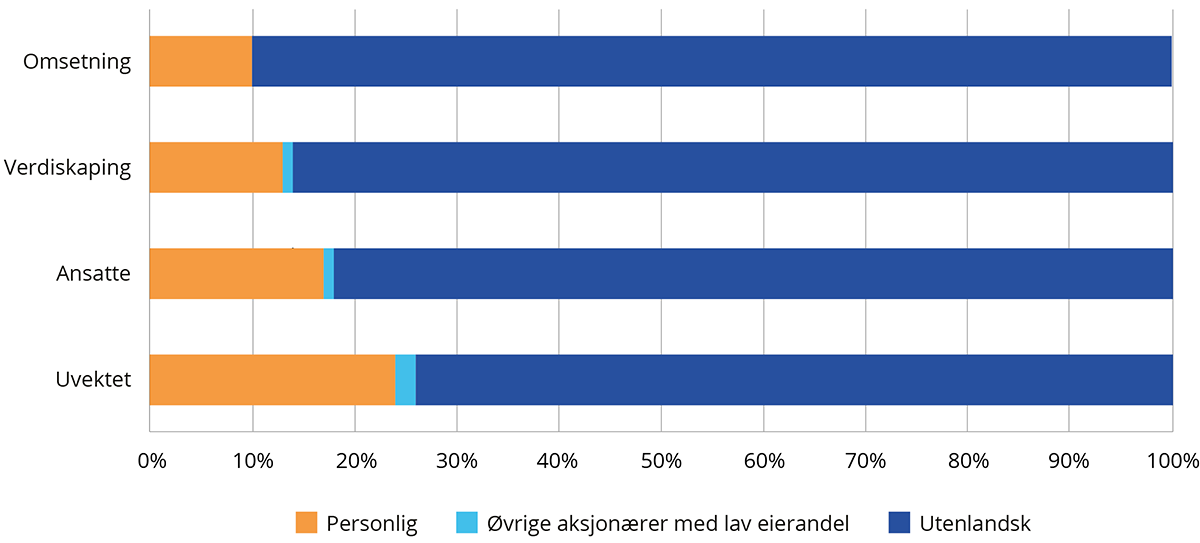 Omsetning
Verdiskaping
Ansatte
Uvektet
0% 10% 20% 30% 40% 50% 60% 70% 80% 90% 100%
Personlig Øvrige aksjonærer med lav eierandel Utenlandsk